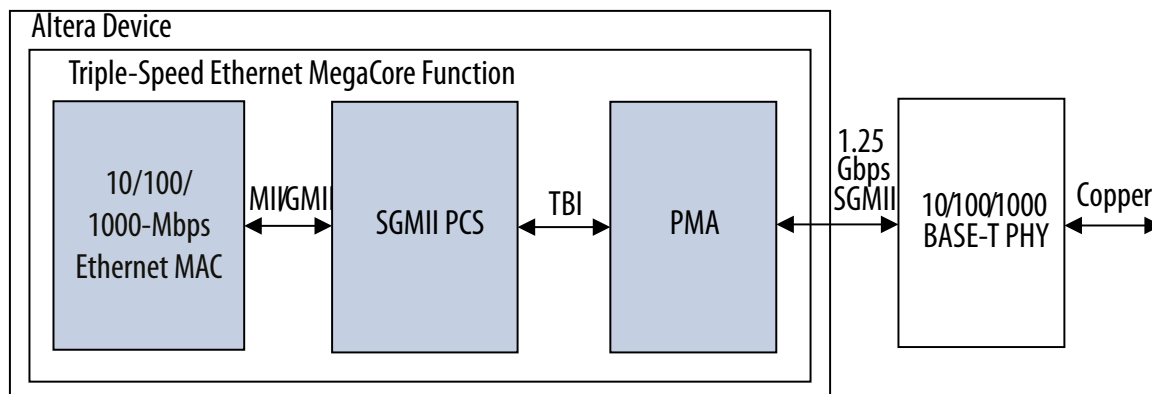 Altera Device
Triple-Speed Ethernet MegaCore Function
10/100/
1000-Mbps
Ethernet MAC
MII/GMII
SGMII PCS
TBI
PMA
1.25
Gbps
SGMII
10/100/1000
BASE-T PHY
Copper